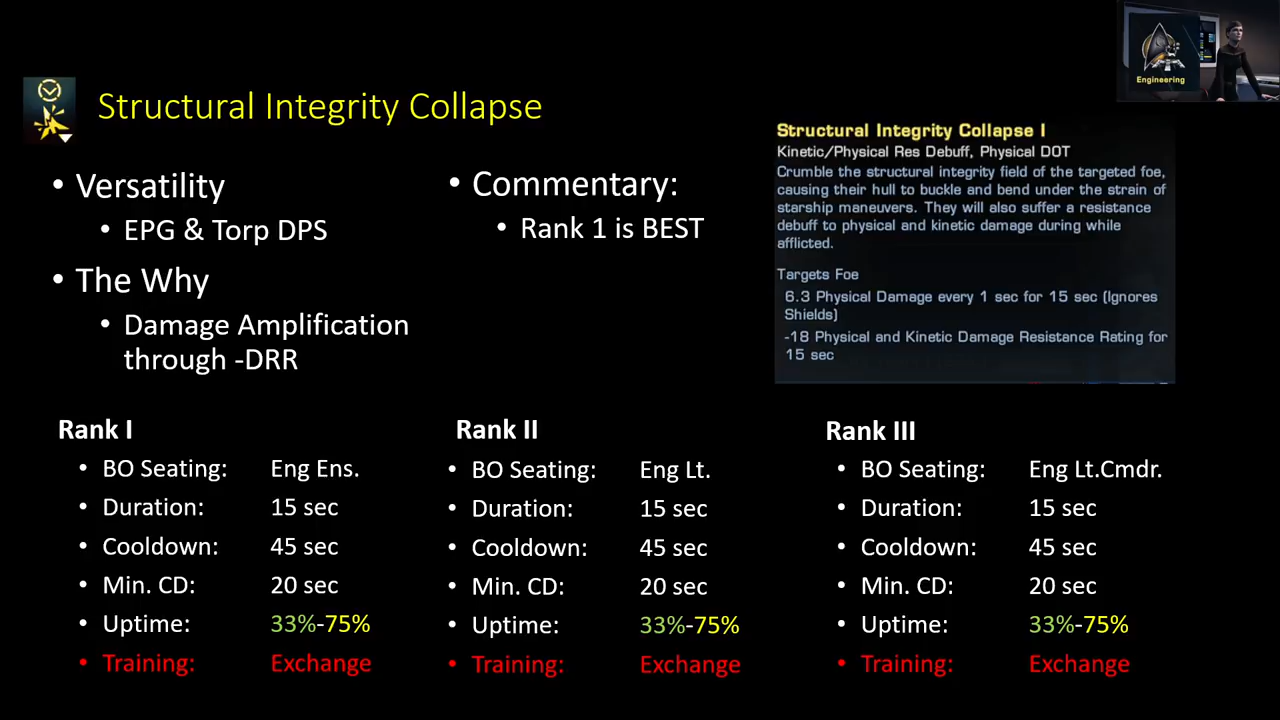 Engineering
Structural Integrity Collapse
• Versatility
• EPG & Torp DPS
• The Why
• Damage Amplification
through -DRR
• Commentary:
• Rank 1 is BEST
Structural Integrity Collapse I
Kinetic/Physical Res Debuff, Physical DOT
Crumble the structural integrity field of the targeted foe,
causing their hull to buckle and bend under the strain of
starship maneuvers. They will also suffer a resistance
debuff to physical and kinetic damage during while
afflicted.
Targets Foe
6.3 Physical Damage every 1 sec for 15 sec (Ignores
Shields)
-18 Physical and Kinetic Damage Resistance Rating for
15 sec
Rank I
• BO Seating: Eng Ens.
• Duration: 15 sec
• Cooldown: 45 sec
• Min. CD: 20 sec
• Uptime: 33%-75%
• Training: Exchange
Rank II
• BO Seating: Eng Lt.
• Duration: 15 sec
• Cooldown: 45 sec
• Min. CD: 20 sec
• Uptime: 33%-75%
• Training: Exchange
Rank III
• BO Seating: Eng Lt.Cmdr.
• Duration: 15 sec
• Cooldown: 45 sec
• Min. CD: 20 sec
• Uptime: 33%-75%
• Training: Exchange